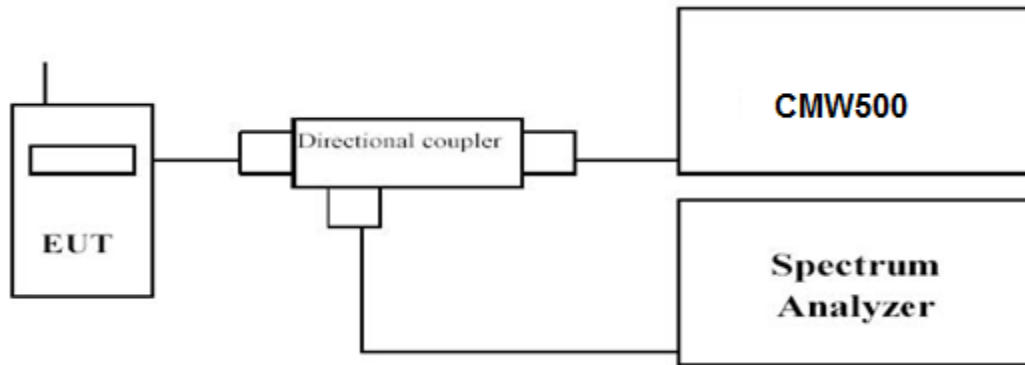 CMW500
Directional coupler
EUT
Spectrum
Analyzer